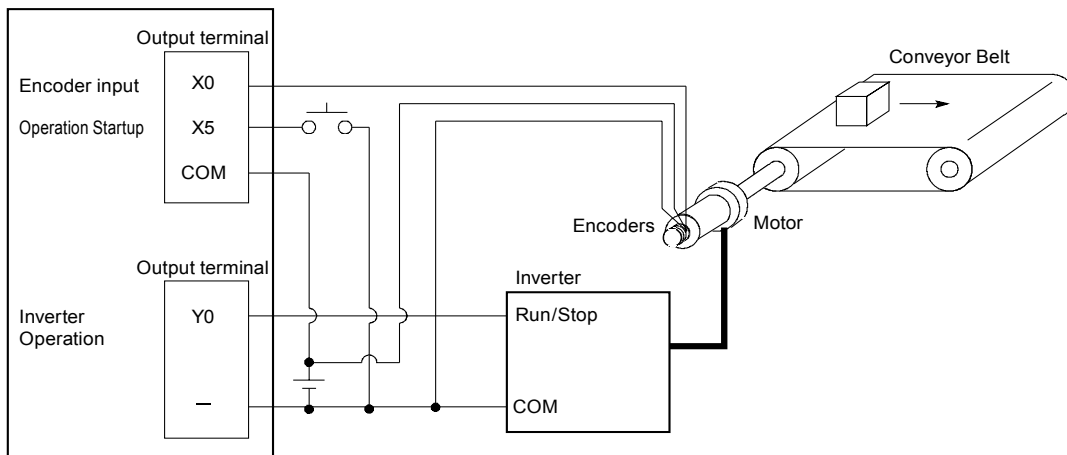 Output terminal
Encoder input
X0
Operation Startup
X5
COM
Conveyor Belt
Encoders
Motor
Output terminal
Inverter
Inverter
Operation
Y0
Run/Stop
–
COM